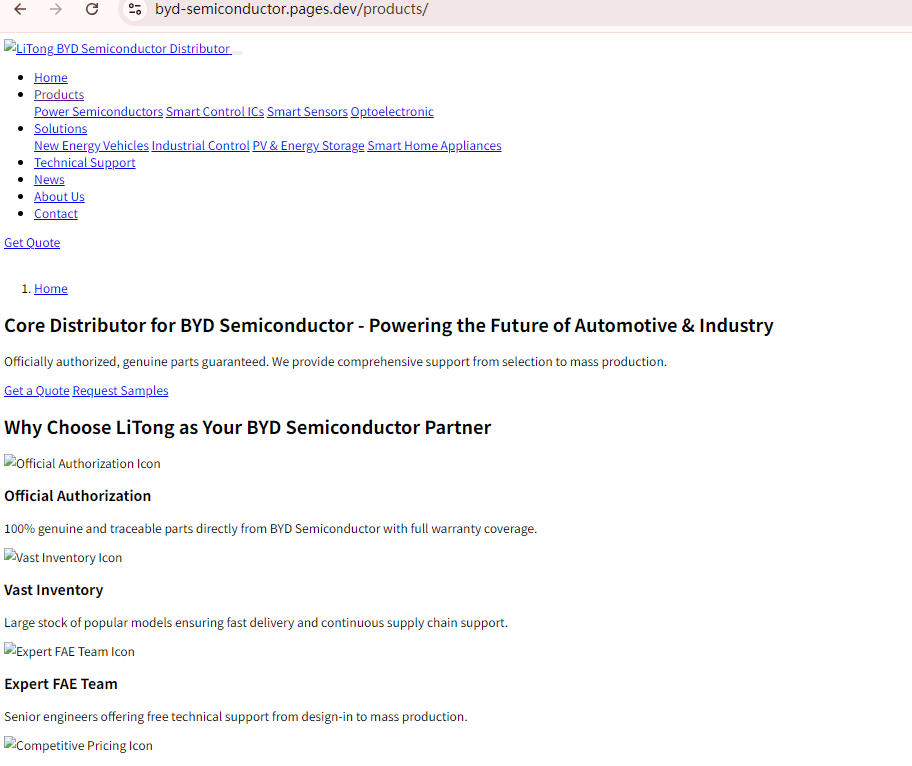 byd-semiconductor.pages.dev/products/
LiTong BYD Semiconductor Distributor
Home
Products
Power Semiconductors Smart Control ICs Smart Sensors Optoelectronic
Solutions
New Energy Vehicles Industrial Control PV & Energy Storage Smart Home Appliances
Technical Support
News
About Us
Contact
Get Quote
1. Home
Core Distributor for BYD Semiconductor - Powering the Future of Automotive & Industry
Officially authorized, genuine parts guaranteed. We provide comprehensive support from selection to mass production.
Get a Quote Request Samples
Why Choose LiTong as Your BYD Semiconductor Partner
Official Authorization Icon
Official Authorization
100% genuine and traceable parts directly from BYD Semiconductor with full warranty coverage.
Vast Inventory Icon
Vast Inventory
Large stock of popular models ensuring fast delivery and continuous supply chain support.
Expert FAE Team Icon
Expert FAE Team
Senior engineers offering free technical support from design-in to mass production.
Competitive Pricing Icon